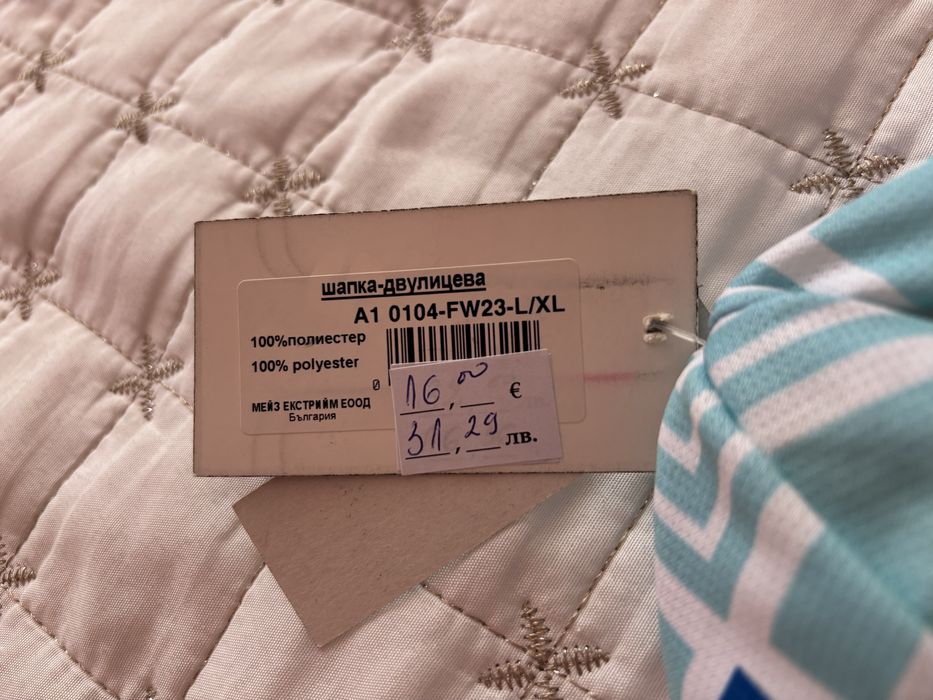 шапка-двулицева
A1 0104-FW23-L/XL
100%полиестер
100% polyester
0
МЕЙЗ ЕКСТРИЙМ ЕООД
България
16,00 €
31,29 лв.